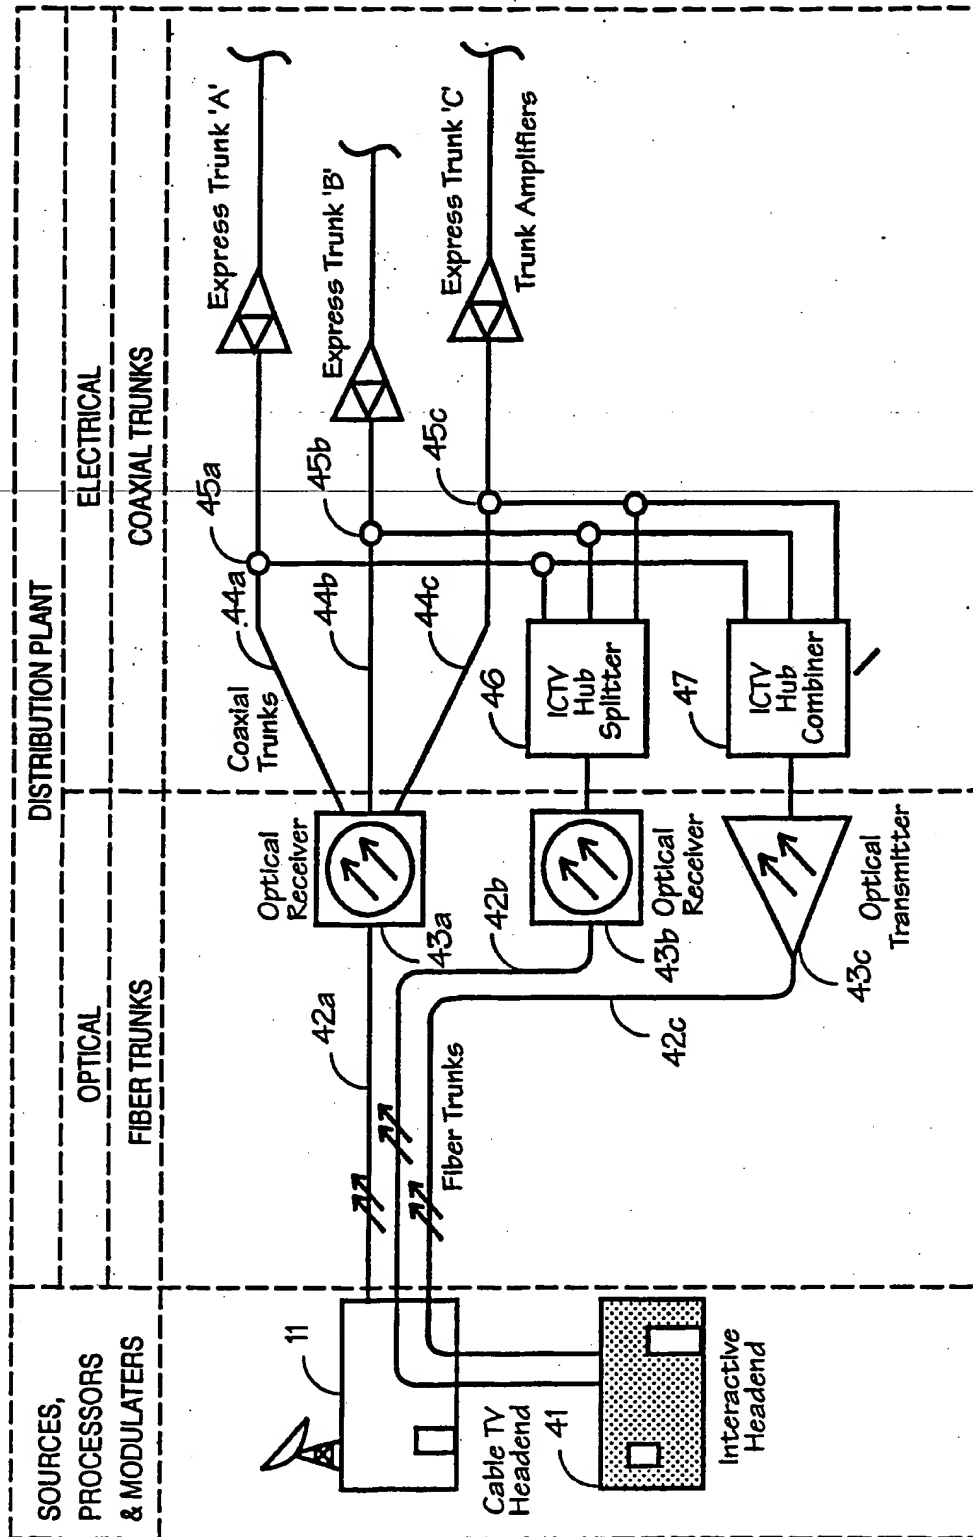 DISTRIBUTION PLANT
SOURCES,
PROCESSORS
& MODULATERS
OPTICAL
ELECTRICAL
FIBER TRUNKS
COAXIAL TRUNKS
11
Cable TV
Headend
41
Interactive
Headend
42a
Fiber Trunks
42b
42c
Optical
Receiver
43a
Optical
Receiver
43b
Optical
Transmitter
43c
Coaxial
Trunks
44a
44b
44c
45a
45b
45c
46
ICTV
Hub
Splitter
47
ICTV
Hub
Combiner
Express Trunk 'A'
Express Trunk 'B'
Express Trunk 'C'
Trunk Amplifiers